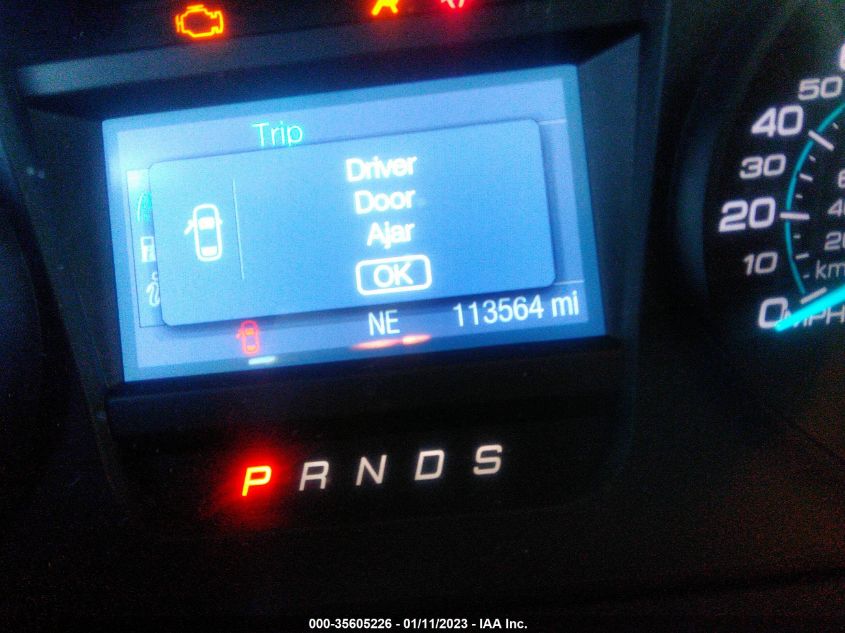 Trip
Driver
Door
Ajar
OK
NE 113564 mi
P R N D S
50
40
30
20
10
0
MPH
km
000-35605226 - 01/11/2023 - IAA Inc.